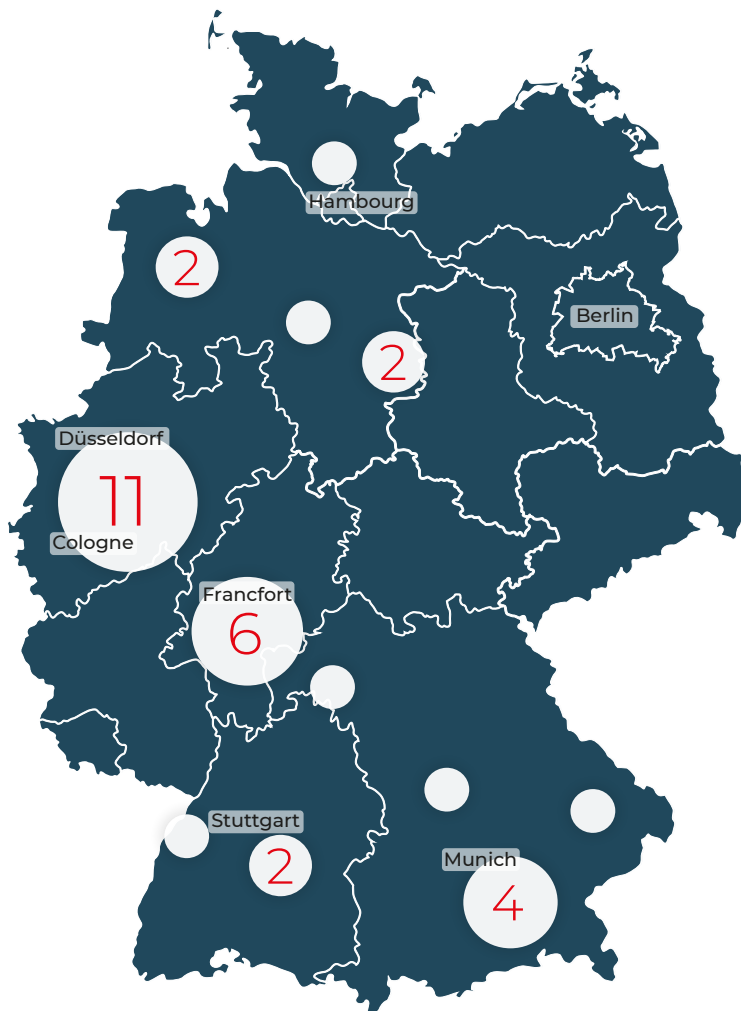 Hambourg
2
Berlin
2
Düsseldorf
11
Cologne
Francfort
6
Stuttgart
2
Munich
4